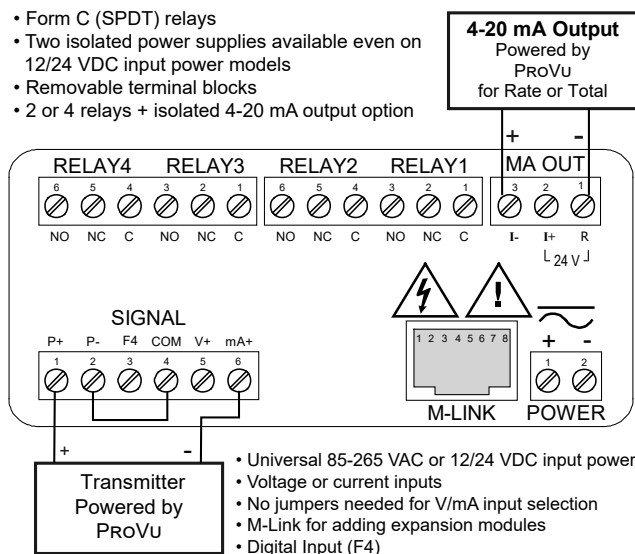 • Form C (SPDT) relays
• Two isolated power supplies available even on
12/24 VDC input power models
• Removable terminal blocks
• 2 or 4 relays + isolated 4-20 mA output option
4-20 mA Output
Powered by
PROVU
for Rate or Total
+ -
RELAY4 RELAY3 RELAY2 RELAY1 MA OUT
6 5 4 3 2 1 6 5 4 3 2 1 3 2 1
NO NC C NO NC C NO NC C NO NC C I- I+ R
24 V
SIGNAL
P+ P- F4 COM V+ mA+
1 2 3 4 5 6
1 2 3 4 5 6 7 8
M-LINK
+ -
1 2
POWER
+ -
Transmitter
Powered by
PROVU
• Universal 85-265 VAC or 12/24 VDC input power
• Voltage or current inputs
• No jumpers needed for V/mA input selection
• M-Link for adding expansion modules
• Digital Input (F4)